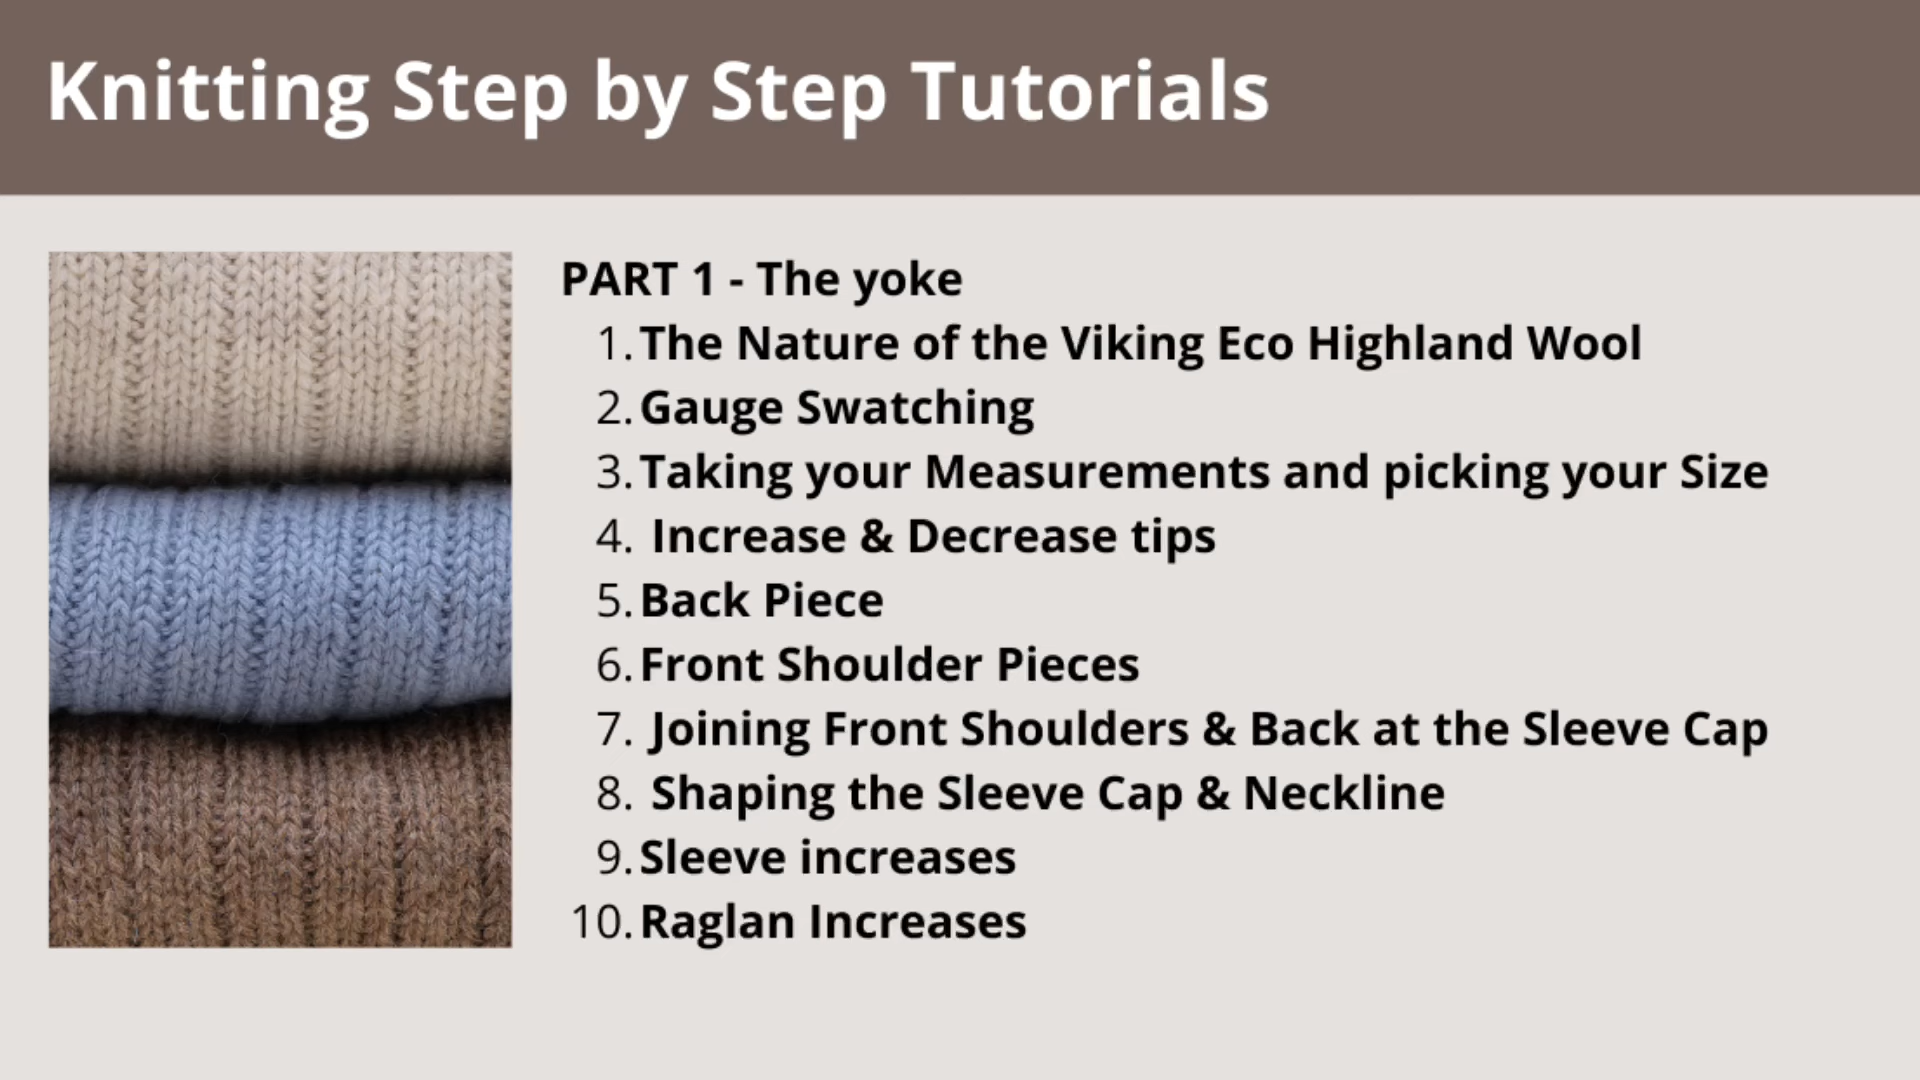 Knitting Step by Step Tutorials
PART 1 - The yoke
1. The Nature of the Viking Eco Highland Wool
2. Gauge Swatching
3. Taking your Measurements and picking your Size
4. Increase & Decrease tips
5. Back Piece
6. Front Shoulder Pieces
7. Joining Front Shoulders & Back at the Sleeve Cap
8. Shaping the Sleeve Cap & Neckline
9. Sleeve increases
10. Raglan Increases